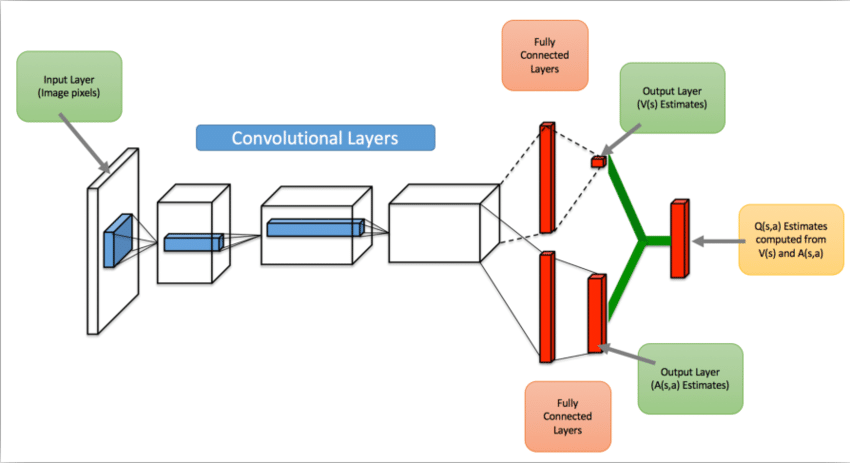 Fully
Connected
Layers
Input Layer
(Image pixels)
Output Layer
(V(s) Estimates)
Convolutional Layers
Q(s,a) Estimates
computed from
V(s) and A(s,a)
Output Layer
(A(s,a) Estimates)
Fully
Connected
Layers